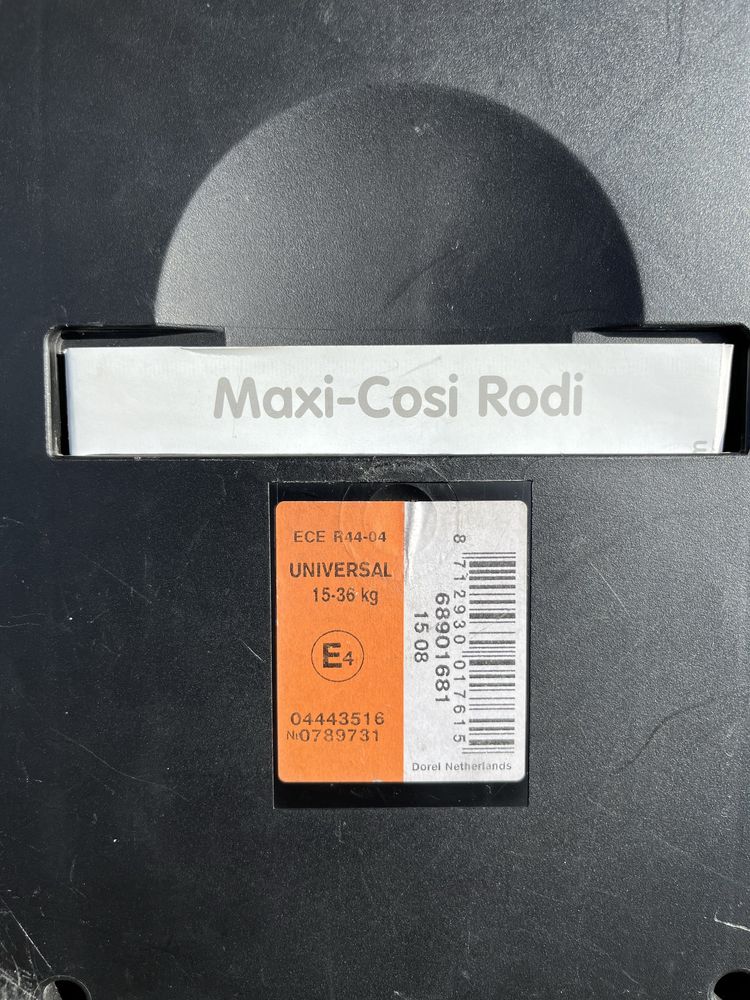 Maxi-Cosi Rodi
ECE R44-04
UNIVERSAL
15-36 kg
E4
04443516
№0789731
8 712930 017615
68901681
15 08
Dorel Netherlands